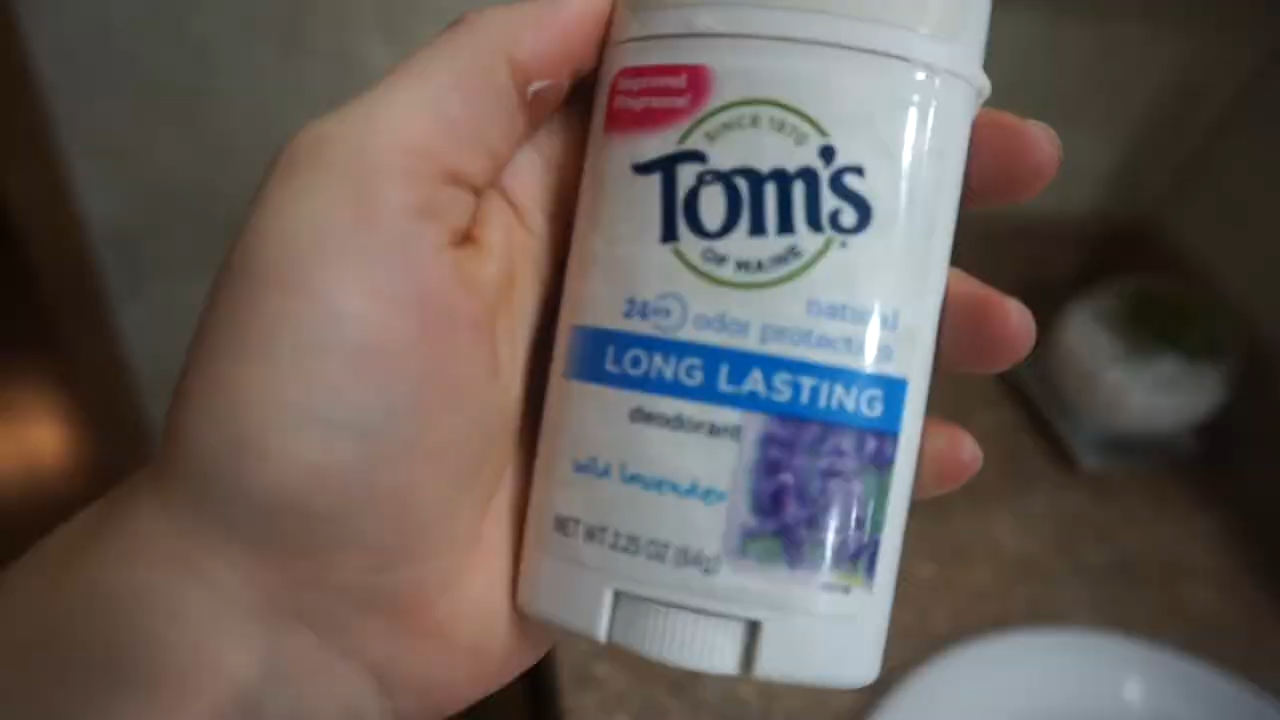 Improved
Fragrance!
SINCE 1970
TOM'S
OF MAINE
natural
24 HR odor protection
LONG LASTING
deodorant
wild lavender
NET WT 2.25 OZ (64g)